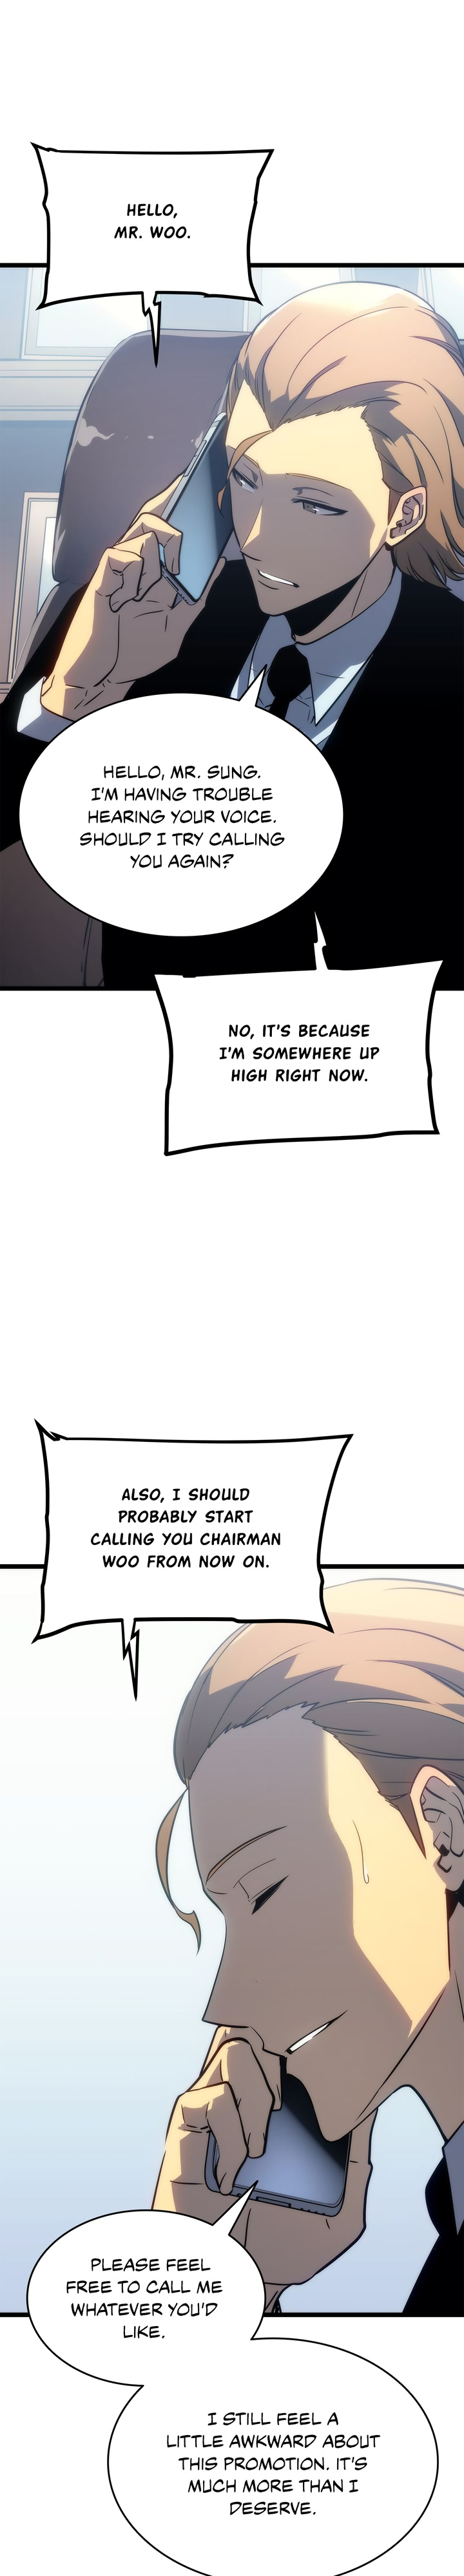 HELLO,
MR. WOO.
HELLO, MR. SUNG.
I'M HAVING TROUBLE
HEARING YOUR VOICE.
SHOULD I TRY CALLING
YOU AGAIN?
NO, IT'S BECAUSE
I'M SOMEWHERE UP
HIGH RIGHT NOW.
ALSO, I SHOULD
PROBABLY START
CALLING YOU CHAIRMAN
WOO FROM NOW ON.
PLEASE FEEL
FREE TO CALL ME
WHATEVER YOU'D
LIKE.
I STILL FEEL A
LITTLE AWKWARD ABOUT
THIS PROMOTION. IT'S
MUCH MORE THAN I
DESERVE.